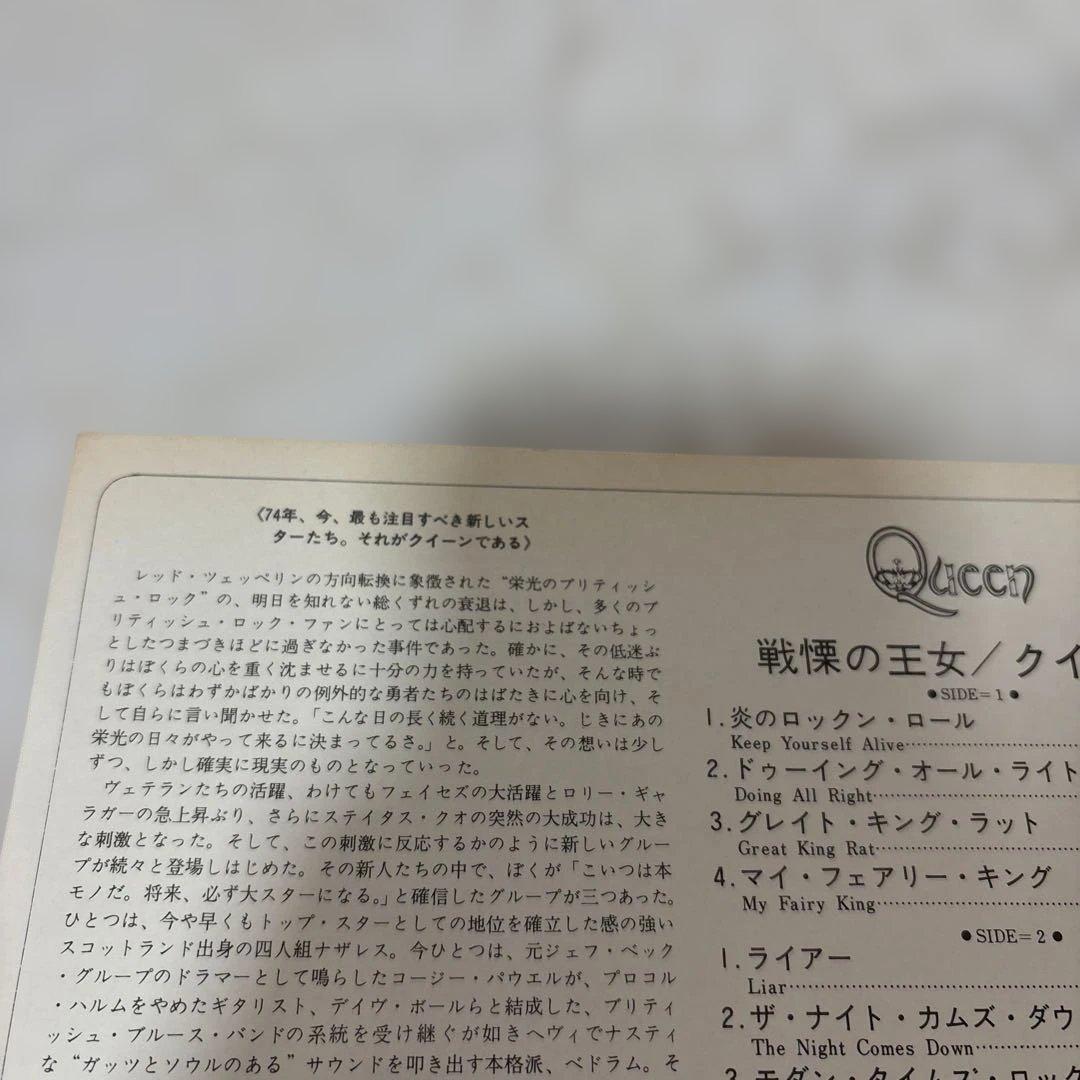 《74年、今、最も注目すべき新しいス
ターたち。それがクイーンである》
レッド・ツェッペリンの方向転換に象徴された“栄光のブリティッシ
ュ・ロック”の、明日を知れない総くずれの衰退は、しかし、多くのブ
リティッシュ・ロック・ファンにとっては心配するにおよばないちょっ
としたつまづきほどに過ぎなかった事件であった。確かに、その低迷ぶ
りはぼくらの心を重く沈ませるに十分の力を持っていたが、そんな時で
もぼくらはわずかばかりの例外的な勇者たちのはばたきに心を向け、そ
して自らに言い聞かせた。「こんな日の長く続く道理がない。じきにあの
栄光の日々がやって来るに決まってるさ。」と。そして、その想いは少し
ずつ、しかし確実に現実のものとなっていった。
ヴェテランたちの活躍、わけてもフェイセズの大活躍とロリー・ギャ
ラガーの急上昇ぶり、さらにステイタス・クオの突然の大成功は、大き
な刺激となった。そして、この刺激に反応するかのように新しいグルー
プが続々と登場しはじめた。その新人たちの中で、ぼくが「こいつは本
モノだ。将来、必ず大スターになる。」と確信したグループが三つあった。
ひとつは、今や早くもトップ・スターとしての地位を確立した感の強い
スコットランド出身の四人組ナザレス。今ひとつは、元ジェフ・ベック
・グループのドラマーとして鳴らしたコージー・パウエルが、プロコル
・ハルムをやめたギタリスト、デイヴ・ボールらと結成した、ブリティ
ッシュ・ブルース・バンドの系統を受け継ぐが如きヘヴィでナスティ
な“ガッツとソウルのある”サウンドを叩き出す本格派、ベドラム。そ
Queen
戦慄の王女／クイ
●SIDE=1●
1.炎のロックン・ロール
Keep Yourself Alive
2.ドゥーイング・オール・ライト
Doing All Right
3.グレイト・キング・ラット
Great King Rat
4.マイ・フェアリー・キング
My Fairy King
●SIDE=2●
1.ライアー
Liar
2.ザ・ナイト・カムズ・ダウ
The Night Comes Down
3.モダン・タイムズ・ロック